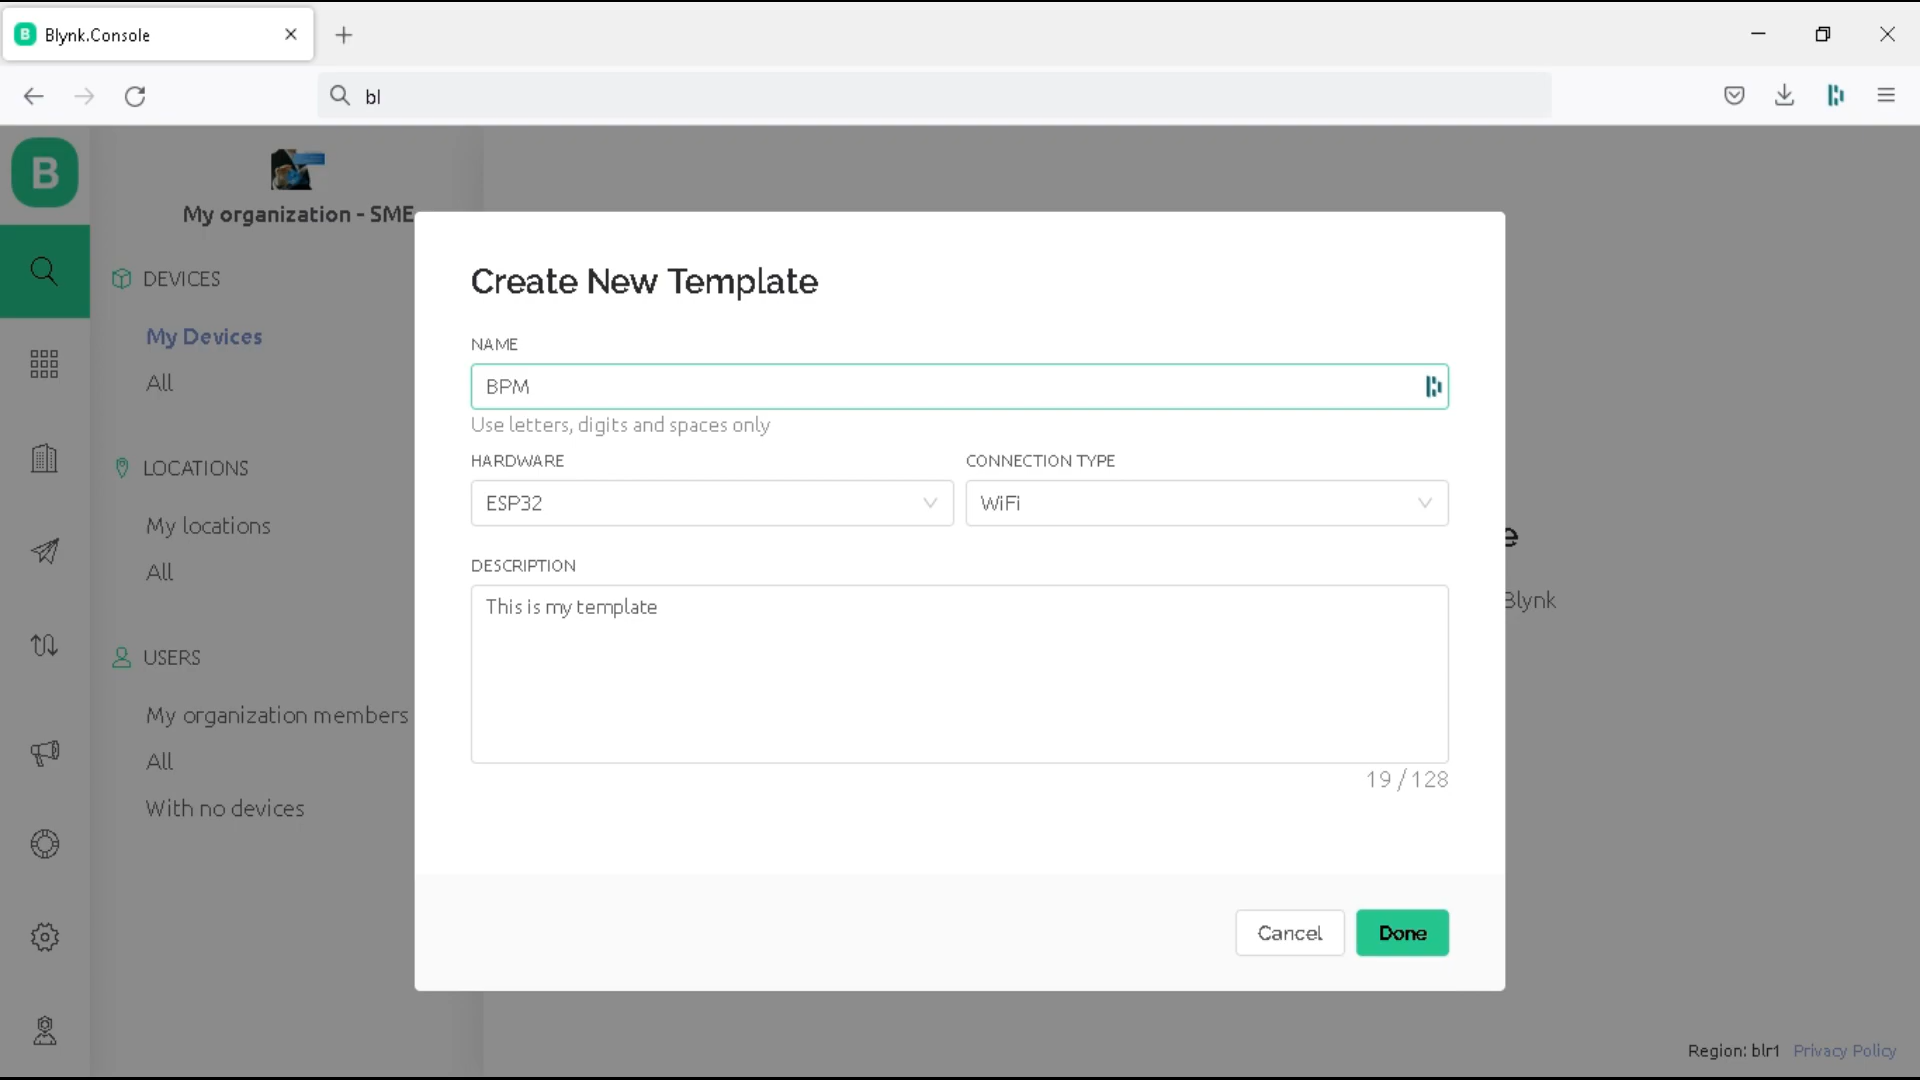 B Blynk.Console
bl
B
My organization - SME
DEVICES
My Devices
All
LOCATIONS
My locations
All
USERS
My organization members
All
With no devices
Create New Template
NAME
BPM
Use letters, digits and spaces only
HARDWARE
CONNECTION TYPE
ESP32
WiFi
DESCRIPTION
This is my template
19 / 128
Cancel
Done
e
Blynk
Region: blr1 Privacy Policy